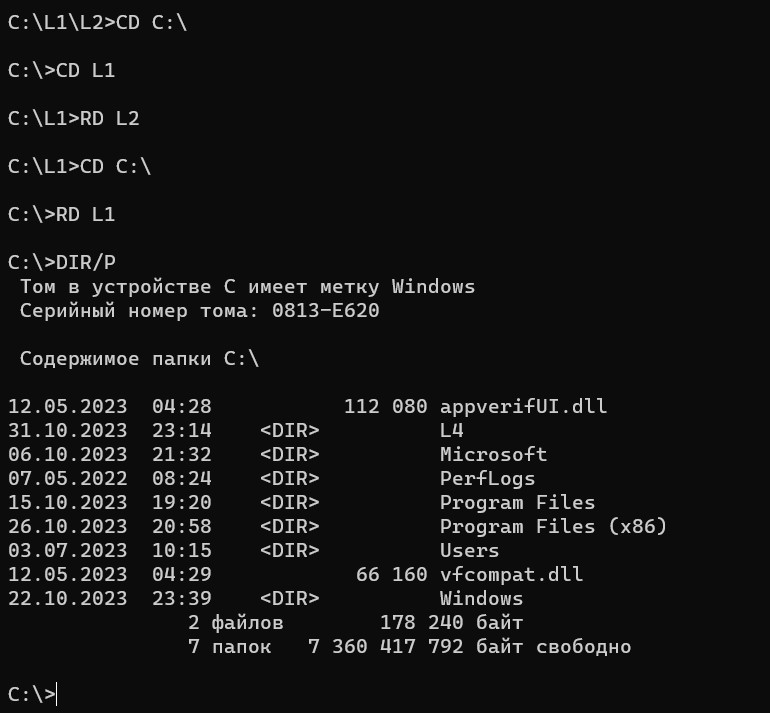 C:\L1\L2>CD C:\
C:\>CD L1
C:\L1>RD L2
C:\L1>CD C:\
C:\>RD L1
C:\>DIR/P
Том в устройстве C имеет метку Windows
Серийный номер тома: 0813-E620
Содержимое папки C:\
12.05.2023  04:28           112 080 appverifUI.dll
31.10.2023  23:14    <DIR>          L4
06.10.2023  21:32    <DIR>          Microsoft
07.05.2022  08:24    <DIR>          PerfLogs
15.10.2023  19:20    <DIR>          Program Files
26.10.2023  20:58    <DIR>          Program Files (x86)
03.07.2023  10:15    <DIR>          Users
12.05.2023  04:29            66 160 vfcompat.dll
22.10.2023  23:39    <DIR>          Windows
2 файлов        178 240 байт
7 папок   7 360 417 792 байт свободно
C:\>